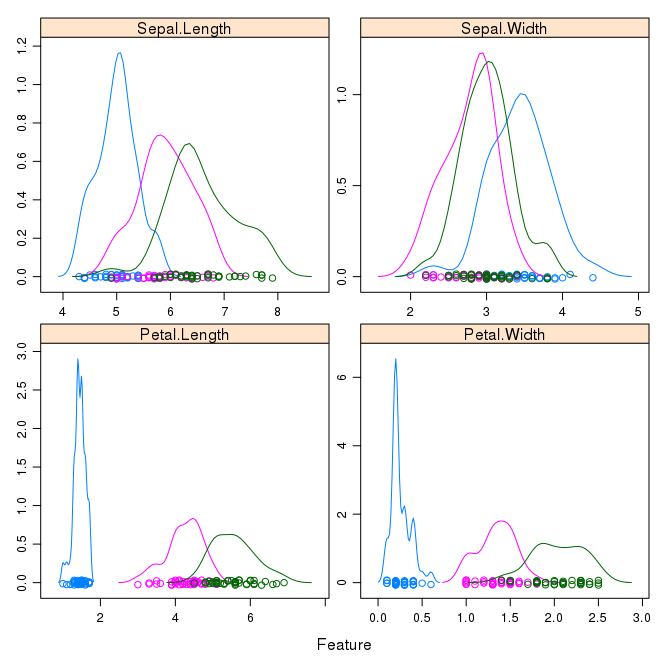 Sepal.Length
Sepal.Width
0.0 0.2 0.4 0.6 0.8 1.0 1.2
4 5 6 7 8
0.0 0.5 1.0
2 3 4 5
Petal.Length
Petal.Width
0.0 0.5 1.0 1.5 2.0 2.5 3.0
2 4 6
0 2 4 6
0.0 0.5 1.0 1.5 2.0 2.5 3.0
Feature